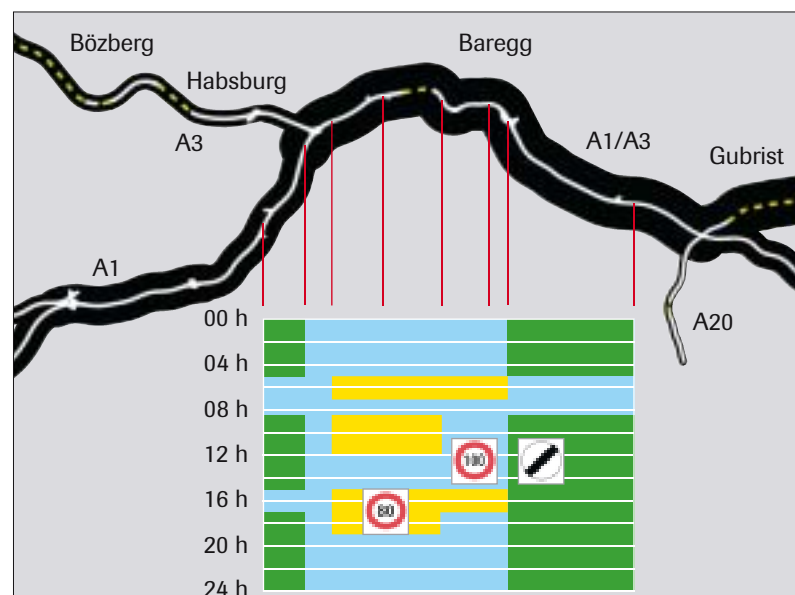 Bözberg
Baregg
Habsburg
A3
A1/A3
Gubrist
A1
A20
00 h
04 h
08 h
12 h
100
16 h
80
20 h
24 h